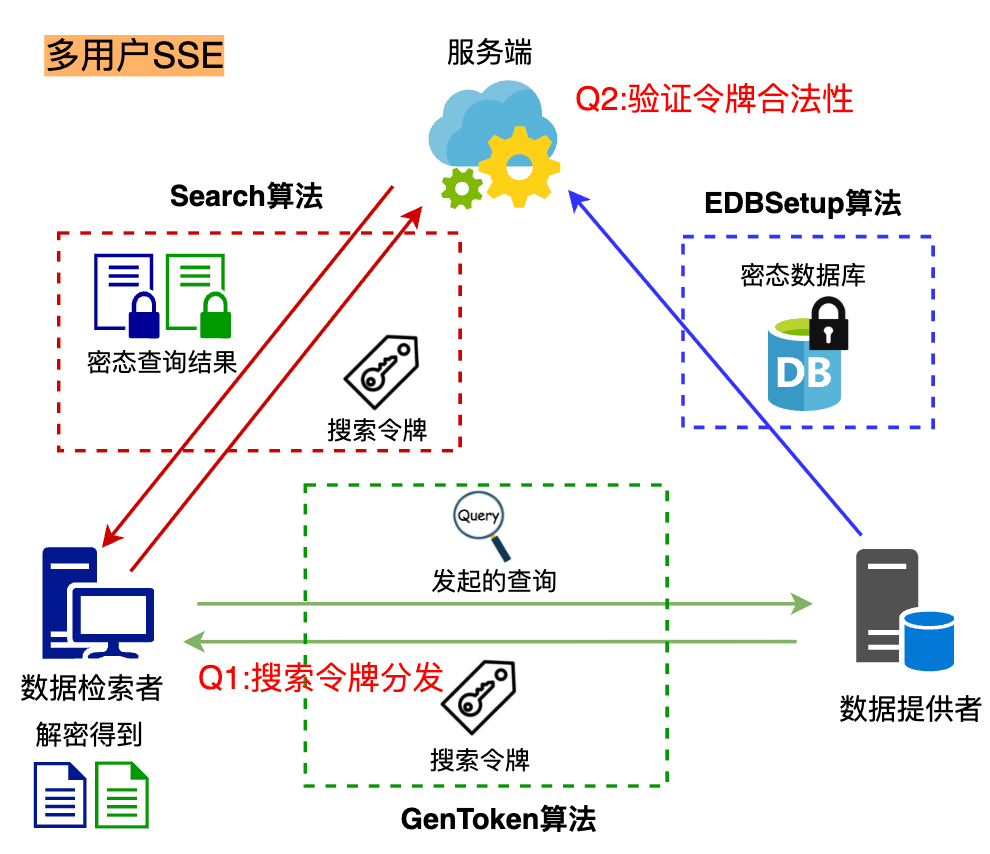 多用户SSE
服务端
Q2:验证令牌合法性
Search算法
EDBSetup算法
密态查询结果
搜索令牌
密态数据库
DB
Query
发起的查询
数据检索者
解密得到
Q1:搜索令牌分发
搜索令牌
数据提供者
GenToken算法